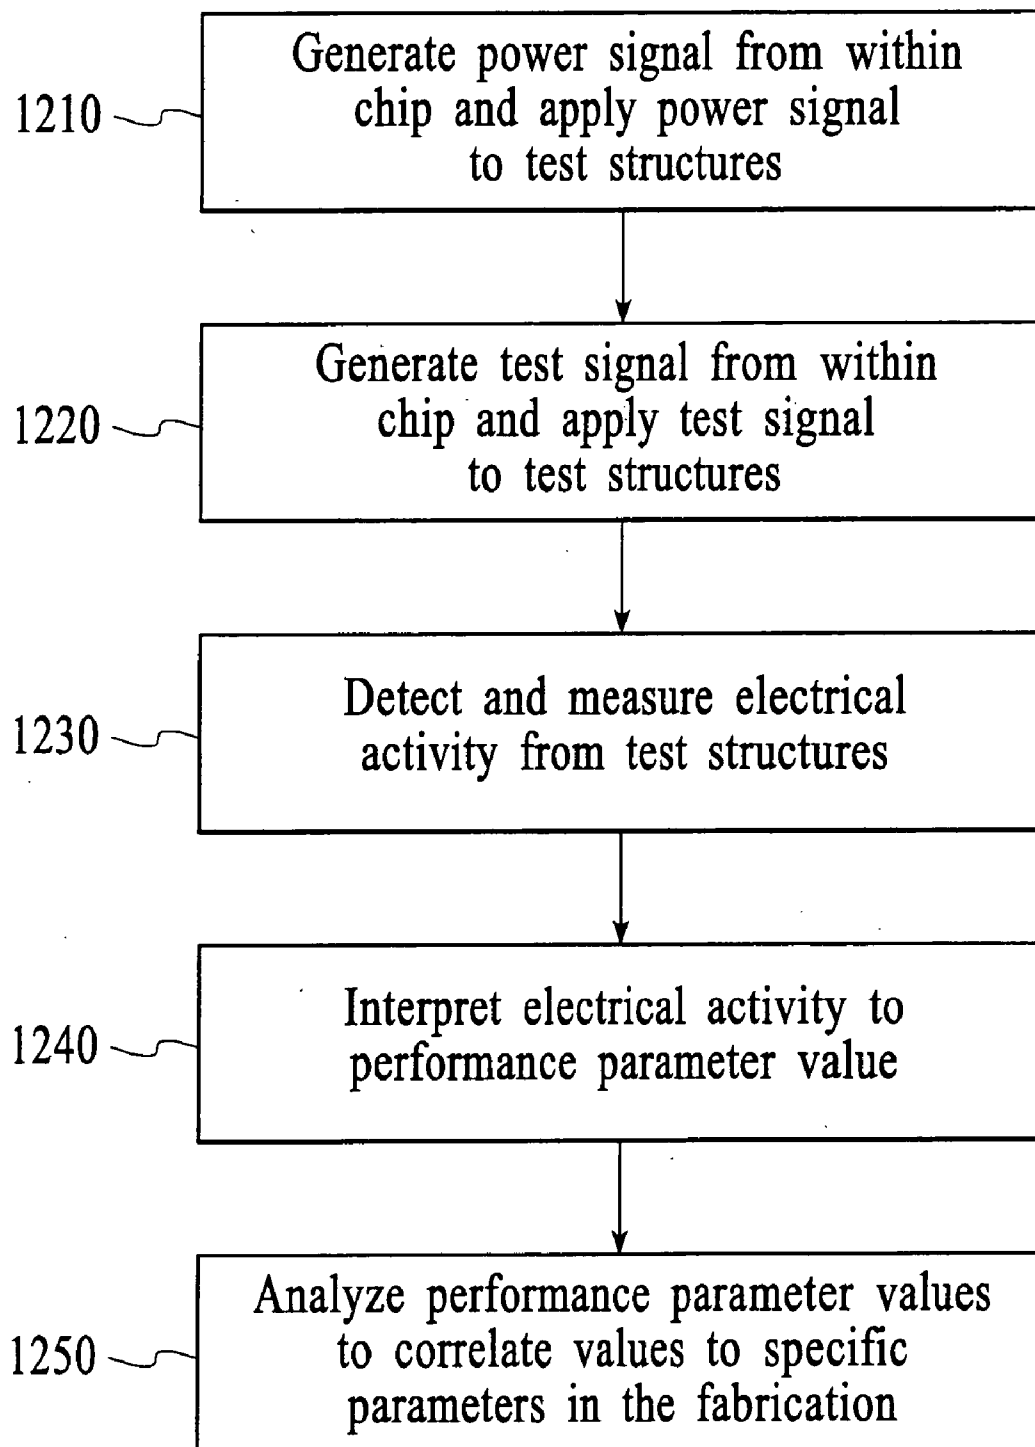 1210
Generate power signal from within
chip and apply power signal
to test structures
1220
Generate test signal from within
chip and apply test signal
to test structures
1230
Detect and measure electrical
activity from test structures
1240
Interpret electrical activity to
performance parameter value
1250
Analyze performance parameter values
to correlate values to specific
parameters in the fabrication